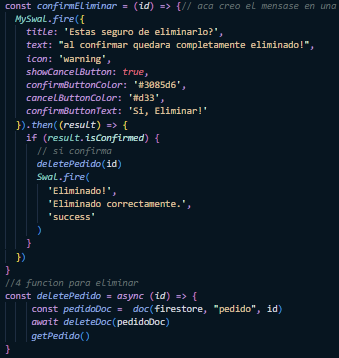 const confirmEliminar = (id) => {// aca creo el mensase en una
MySwal.fire({
title: 'Estas seguro de eliminarlo?',
text: "al confirmar quedara completamente eliminado!",
icon: 'warning',
showCancelButton: true,
confirmButtonColor: '#3085d6',
cancelButtonColor: '#d33',
confirmButtonText: 'Si, Eliminar!'
}).then((result) => {
if (result.isConfirmed) {
// si confirma
deletePedido(id)
Swal.fire(
'Eliminado!',
'Eliminado correctamente.',
'success'
)
}
})
}
//4 funcion para eliminar
const deletePedido = async (id) => {
const pedidoDoc = doc(firestore, "pedido", id)
await deleteDoc(pedidoDoc)
getPedido()
}